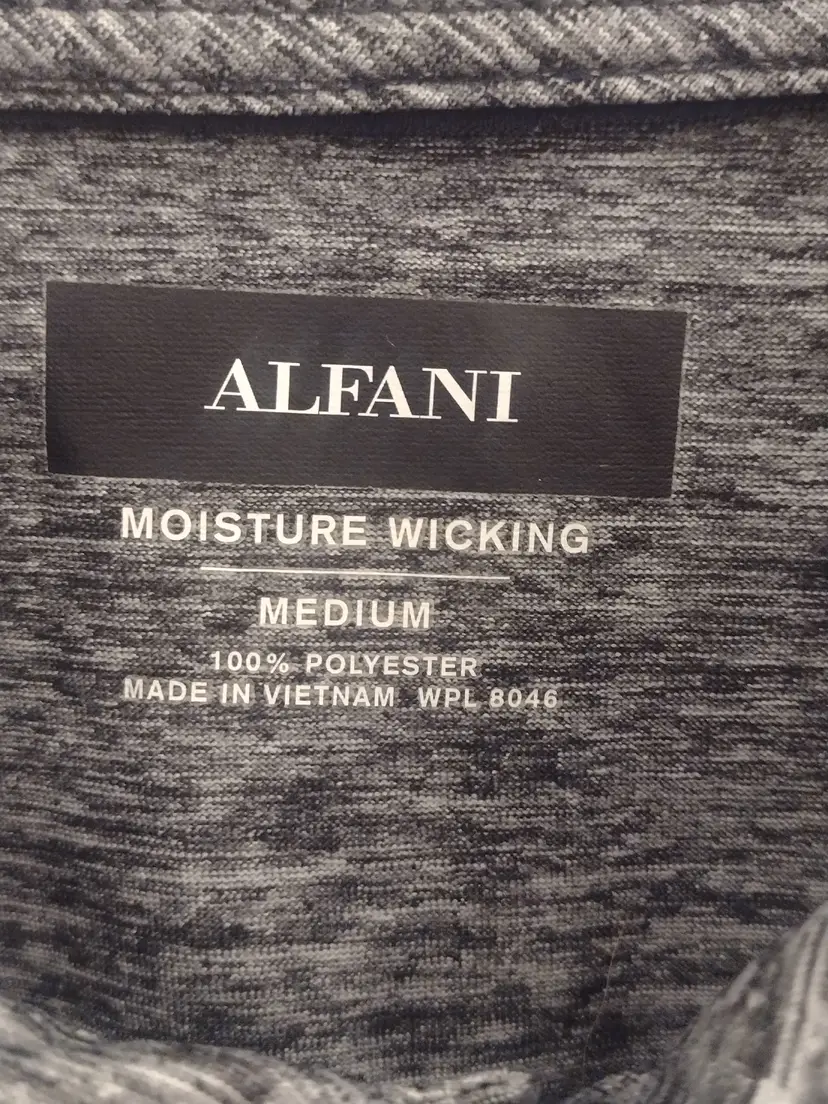 ALFANI
MOISTURE WICKING
MEDIUM
100% POLYESTER
MADE IN VIETNAM WPL 8046